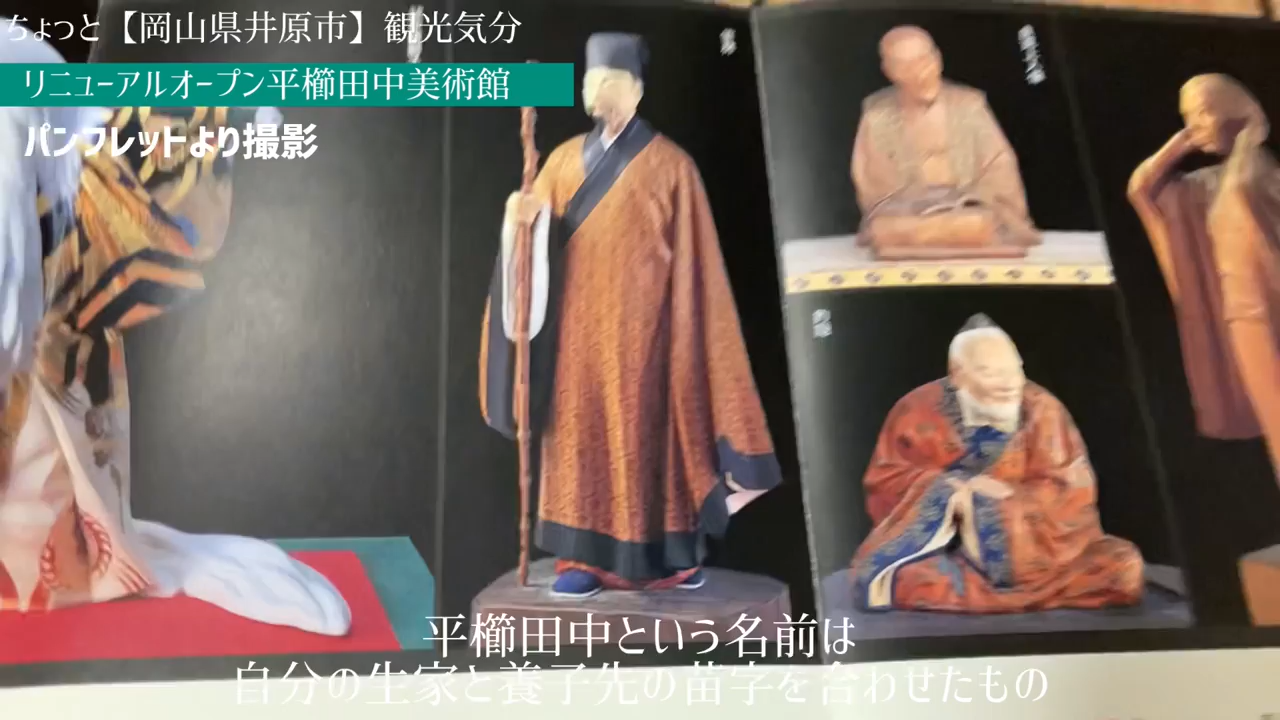 ちょっと【岡山県井原市】観光気分
リニューアルオープン平櫛田中美術館
パンフレットより撮影
平櫛田中という名前は
自分の生家と養子先の苗字を合わせたもの